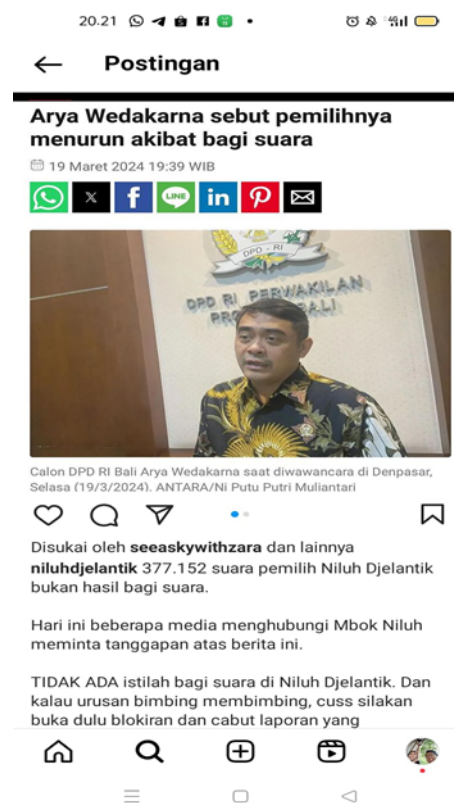 20.21
Postingan
Arya Wedakarna sebut pemilihnya
menurun akibat bagi suara
19 Maret 2024 19:39 WIB
LINE
in
DPD - RI
DPD RI PERWAKILAN
Calon DPD RI Bali Arya Wedakarna saat diwawancara di Denpasar,
Selasa (19/3/2024). ANTARA/Ni Putu Putri Muliantari
Disukai oleh seeaskywithzara dan lainnya
niluhdjelantik 377.152 suara pemilih Niluh Djelantik
bukan hasil bagi suara.
Hari ini beberapa media menghubungi Mbok Niluh
meminta tanggapan atas berita ini.
TIDAK ADA istilah bagi suara di Niluh Djelantik. Dan
kalau urusan bimbing membimbing, cuss silakan
buka dulu blokiran dan cabut laporan yang